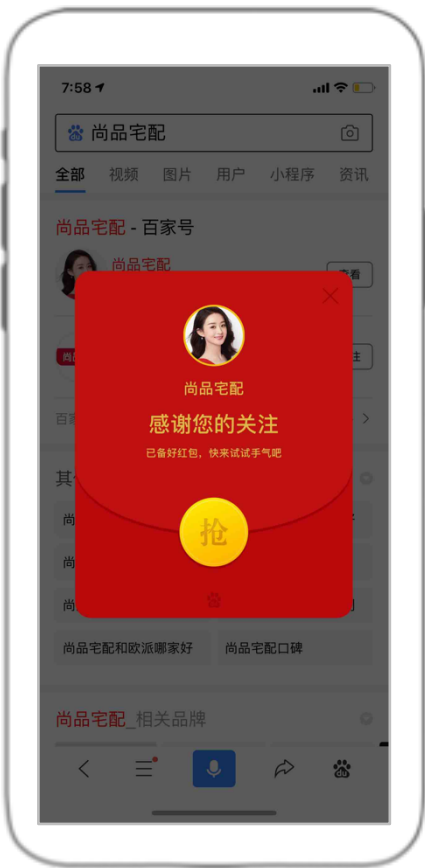 7:58
尚品宅配
全部 视频 图片 用户 小程序 资讯
尚品宅配 - 百家号
尚品宅配
尚品宅配
感谢您的关注
已备好红包，快来试试手气吧
抢
尚品宅配和欧派哪家好 尚品宅配口碑
尚品宅配_相关品牌
du